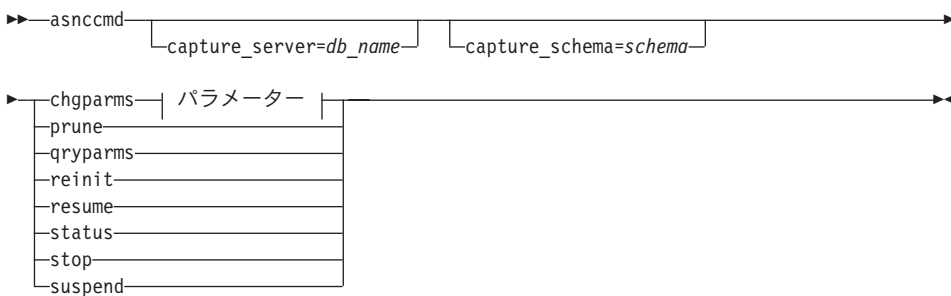 asnccmd
capture_server=db_name capture_schema=schema
chgparms パラメーター
prune
qryparms
reinit
resume
status
stop
suspend